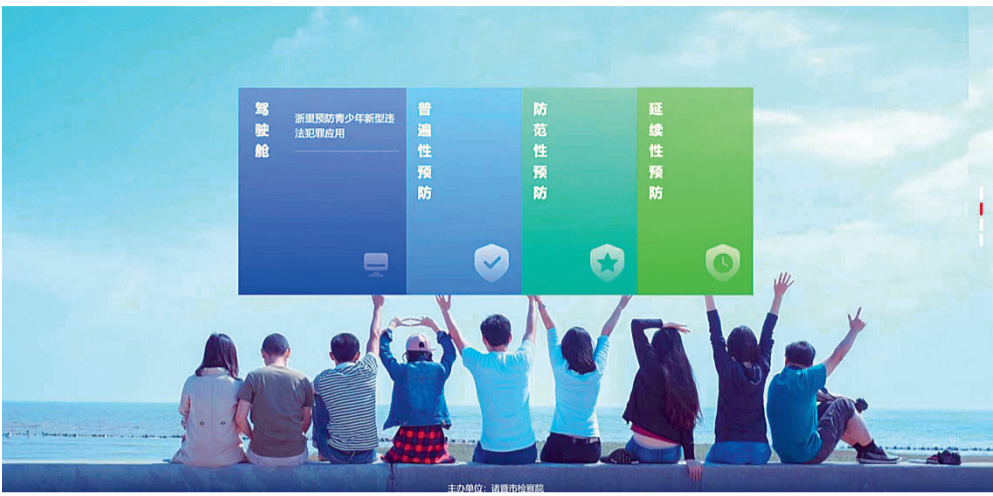 驾驶舱
浙里预防青少年新型违
法犯罪应用
普遍性预防
防范性预防
延续性预防
主办单位：诸暨市检察院